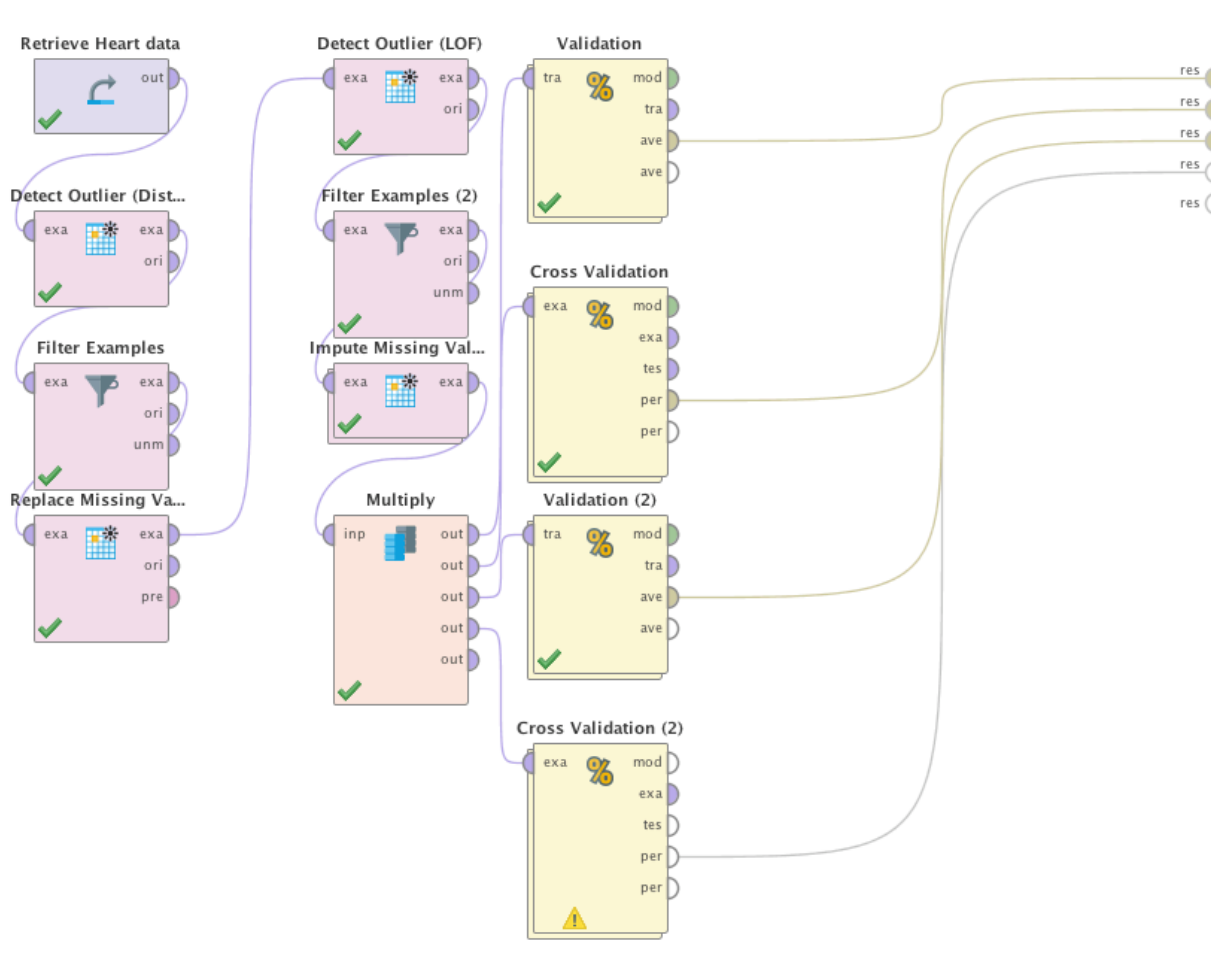 Retrieve Heart data
out
Detect Outlier (Dist...
exa exa
ori
Filter Examples
exa exa
ori
unm
Replace Missing Va...
exa exa
ori
pre
Detect Outlier (LOF)
exa exa
ori
Filter Examples (2)
exa exa
ori
unm
Impute Missing Val...
exa exa
Multiply
inp out
out
out
out
out
Validation
tra mod
tra
ave
ave
Cross Validation
exa mod
exa
tes
per
per
Validation (2)
tra mod
tra
ave
ave
Cross Validation (2)
exa mod
exa
tes
per
per
res
res
res
res
res